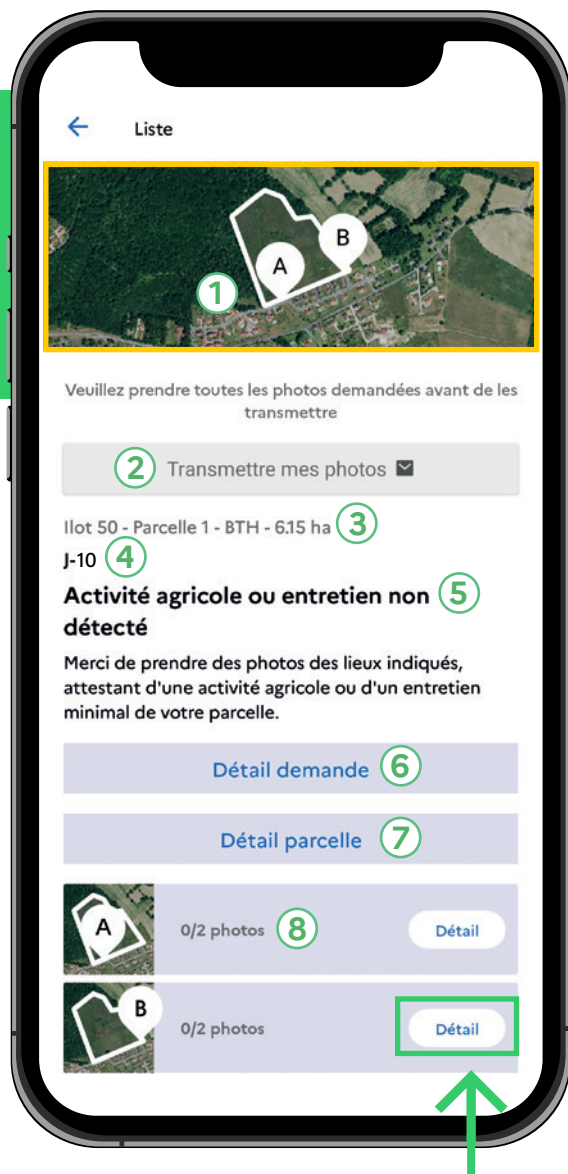 ← Liste
B
A
1
Veuillez prendre toutes les photos demandées avant de les
transmettre
2 Transmettre mes photos
Ilot 50 - Parcelle 1 - BTH - 6.15 ha 3
J-10 4
Activité agricole ou entretien non 5
détecté
Merci de prendre des photos des lieux indiqués,
attestant d'une activité agricole ou d'un entretien
minimal de votre parcelle.
Détail demande 6
Détail parcelle 7
A 0/2 photos 8 Détail
B 0/2 photos Détail